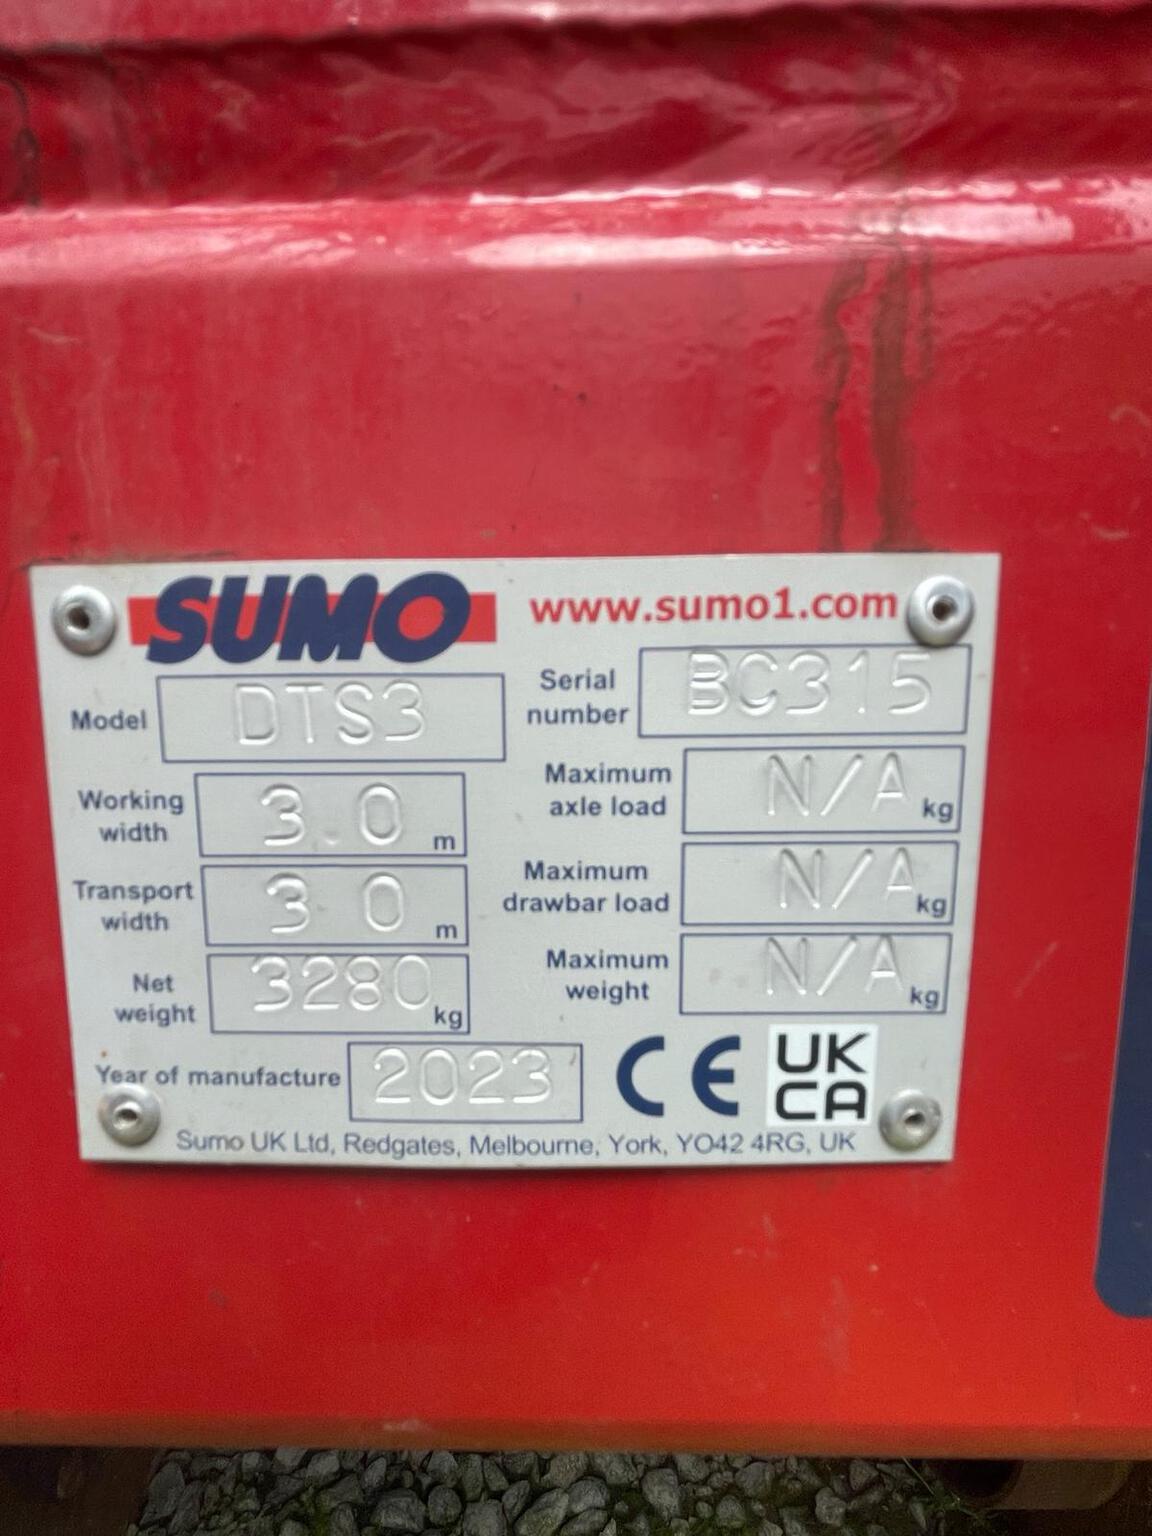 SUMO www.sumo1.com
Model DTS3
Serial number BC315
Working width 3.0 m
Maximum axle load N/A kg
Transport width 3.0 m
Maximum drawbar load N/A kg
Net weight 3280 kg
Maximum weight N/A kg
Year of manufacture 2023
CE UK CA
Sumo UK Ltd, Redgates, Melbourne, York, YO42 4RG, UK